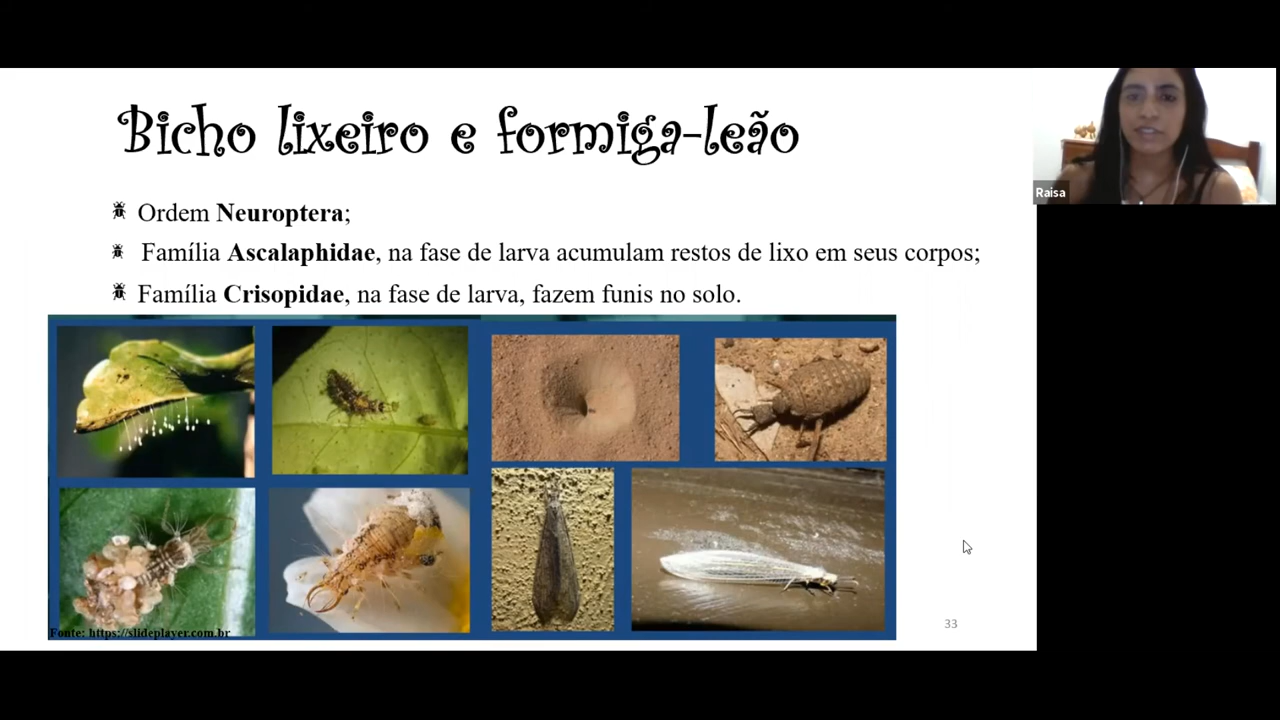 Bicho lixeiro e formiga-leão
Ordem Neuroptera;
Família Ascalaphidae, na fase de larva acumulam restos de lixo em seus corpos;
Família Crisopidae, na fase de larva, fazem funis no solo.
Fonte: https://slideplayer.com.br
33
Raisa